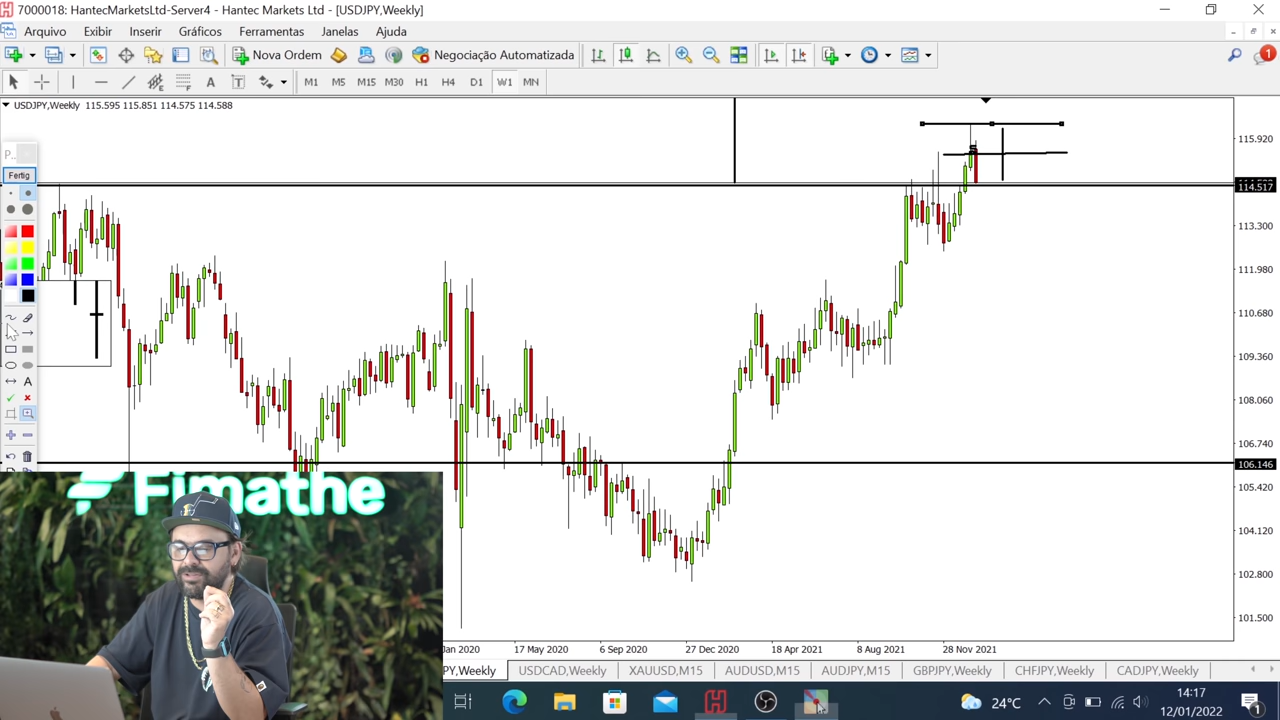 7000018: HantecMarketsLtd-Server4 - Hantec Markets Ltd - [USDJPY,Weekly]
Arquivo Exibir Inserir Gráficos Ferramentas Janelas Ajuda
Nova Ordem Negociação Automatizada 1
A T M1 M5 M15 M30 H1 H4 D1 W1 MN
USDJPY,Weekly 115.595 115.851 114.575 114.588
P...
Fertig
A
S
115.920
114.517
113.300
111.980
110.680
109.360
108.060
106.740
106.146
105.420
104.120
102.800
101.500
Fimathe
Jan 2020 17 May 2020 6 Sep 2020 27 Dec 2020 18 Apr 2021 8 Aug 2021 28 Nov 2021
PY,Weekly USDCAD,Weekly XAUUSD,M15 AUDUSD,M15 AUDJPY,M15 GBPJPY,Weekly CHFJPY,Weekly CADJPY,Weekly
24°C 14:17
12/01/2022 1